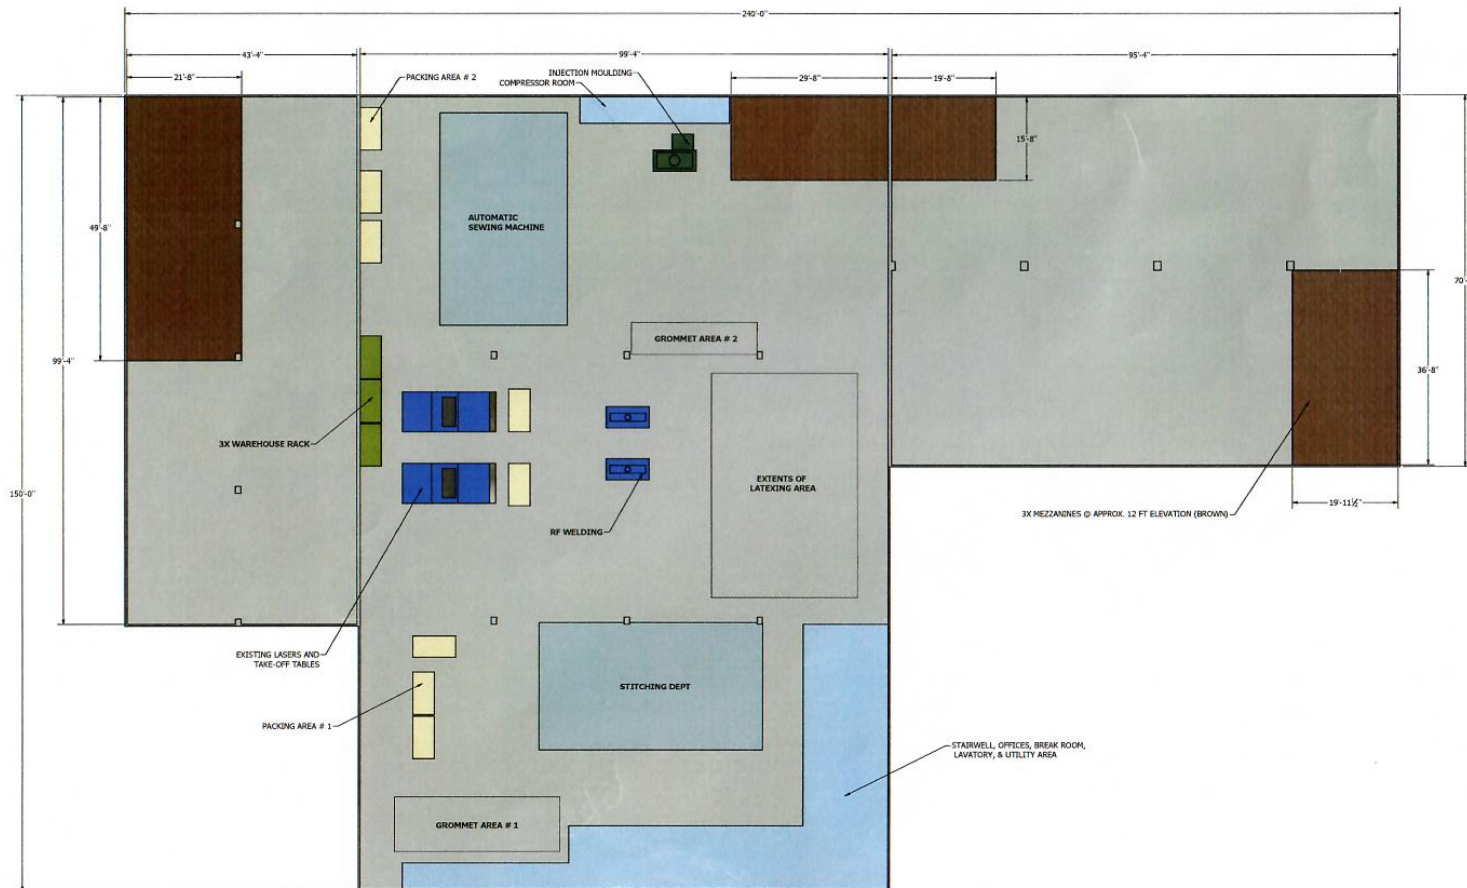 240'-0"
43'-4"
99'-4"
95'-4"
21'-8"
PACKING AREA # 2
INJECTION MOULDING
COMPRESSOR ROOM
29'-8"
19'-8"
15'-8"
49'-8"
AUTOMATIC
SEWING MACHINE
70'-
99'-4"
GROMMET AREA # 2
36'-8"
3X WAREHOUSE RACK
150'-0"
EXTENTS OF
LATEXING AREA
19'-11½"
3X MEZZANINES @ APPROX. 12 FT ELEVATION (BROWN)
RF WELDING
EXISTING LASERS AND
TAKE-OFF TABLES
STITCHING DEPT
PACKING AREA # 1
STAIRWELL, OFFICES, BREAK ROOM,
LAVATORY, & UTILITY AREA
GROMMET AREA # 1